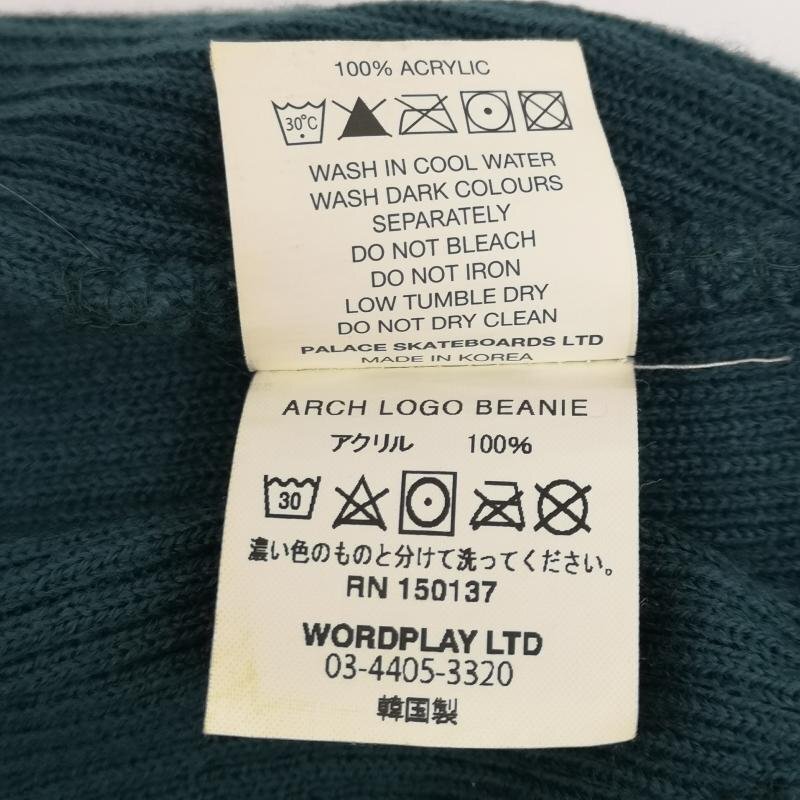 100% ACRYLIC
30°C
WASH IN COOL WATER
WASH DARK COLOURS
SEPARATELY
DO NOT BLEACH
DO NOT IRON
LOW TUMBLE DRY
DO NOT DRY CLEAN
PALACE SKATEBOARDS LTD
MADE IN KOREA
ARCH LOGO BEANIE
アクリル 100%
30
濃い色のものと分けて洗ってください。
RN 150137
WORDPLAY LTD
03-4405-3320
韓国製